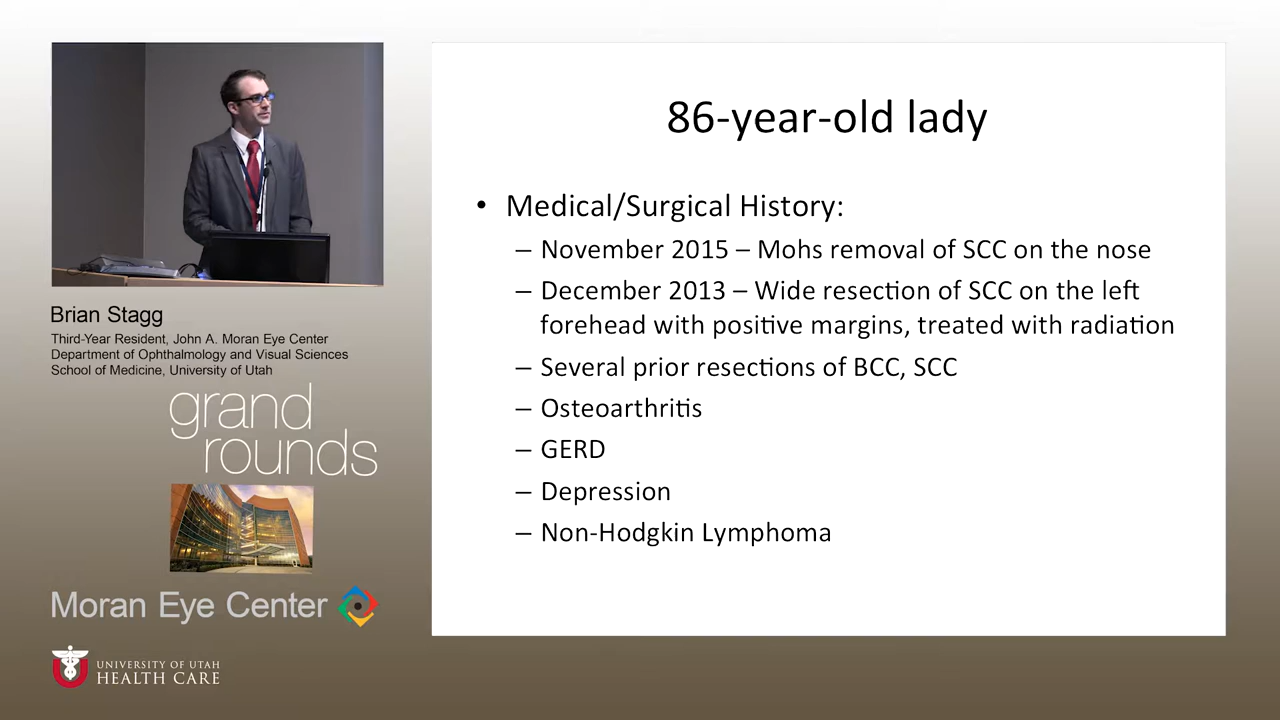 Brian Stagg
Third-Year Resident, John A. Moran Eye Center
Department of Ophthalmology and Visual Sciences
School of Medicine, University of Utah
grand
rounds
Moran Eye Center
UNIVERSITY OF UTAH
HEALTH CARE
86-year-old lady
• Medical/Surgical History:
– November 2015 – Mohs removal of SCC on the nose
– December 2013 – Wide resection of SCC on the left
forehead with positive margins, treated with radiation
– Several prior resections of BCC, SCC
– Osteoarthritis
– GERD
– Depression
– Non-Hodgkin Lymphoma